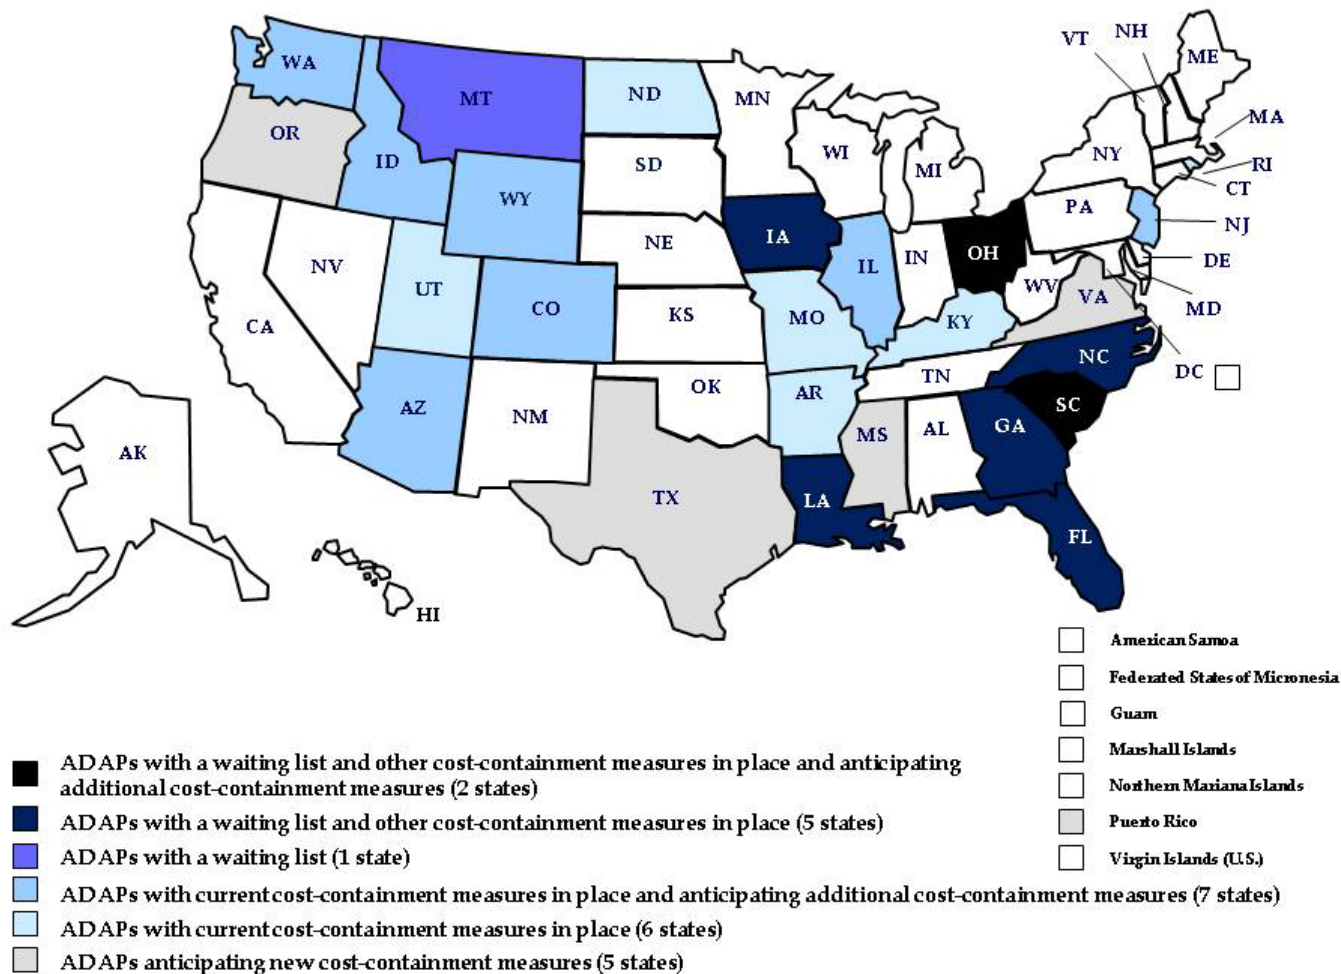 VT
NH
ME
WA
MT
ND
MN
MA
OR
ID
SD
WI
MI
NY
RI
CT
WY
PA
NJ
NE
IA
IL
IN
OH
DE
NV
UT
CO
KS
MO
KY
WV
VA
MD
CA
NC
DC
AZ
NM
OK
AR
TN
SC
AK
TX
MS
AL
GA
LA
FL
HI
American Samoa
Federated States of Micronesia
Guam
Marshall Islands
Northern Mariana Islands
Puerto Rico
Virgin Islands (U.S.)
ADAPs with a waiting list and other cost-containment measures in place and anticipating
additional cost-containment measures (2 states)
ADAPs with a waiting list and other cost-containment measures in place (5 states)
ADAPs with a waiting list (1 state)
ADAPs with current cost-containment measures in place and anticipating additional cost-containment measures (7 states)
ADAPs with current cost-containment measures in place (6 states)
ADAPs anticipating new cost-containment measures (5 states)